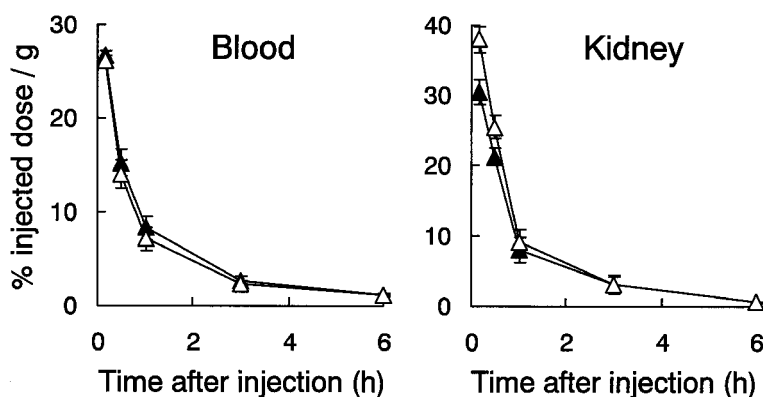 Blood
% injected dose / g
30
20
10
0
0 2 4 6
Time after injection (h)
Kidney
40
30
20
10
0
0 2 4 6
Time after injection (h)